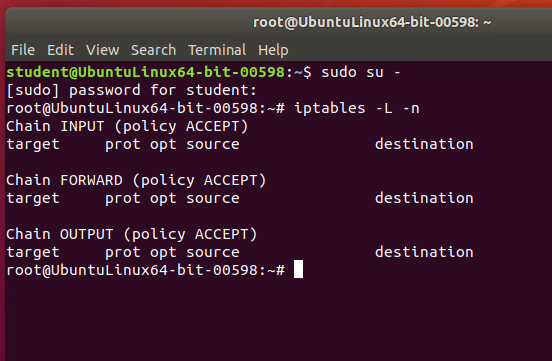 root@UbuntuLinux64-bit-00598: ~
File Edit View Search Terminal Help
student@UbuntuLinux64-bit-00598:~$ sudo su -
[sudo] password for student:
root@UbuntuLinux64-bit-00598:~# iptables -L -n
Chain INPUT (policy ACCEPT)
target     prot opt source               destination

Chain FORWARD (policy ACCEPT)
target     prot opt source               destination

Chain OUTPUT (policy ACCEPT)
target     prot opt source               destination
root@UbuntuLinux64-bit-00598:~#